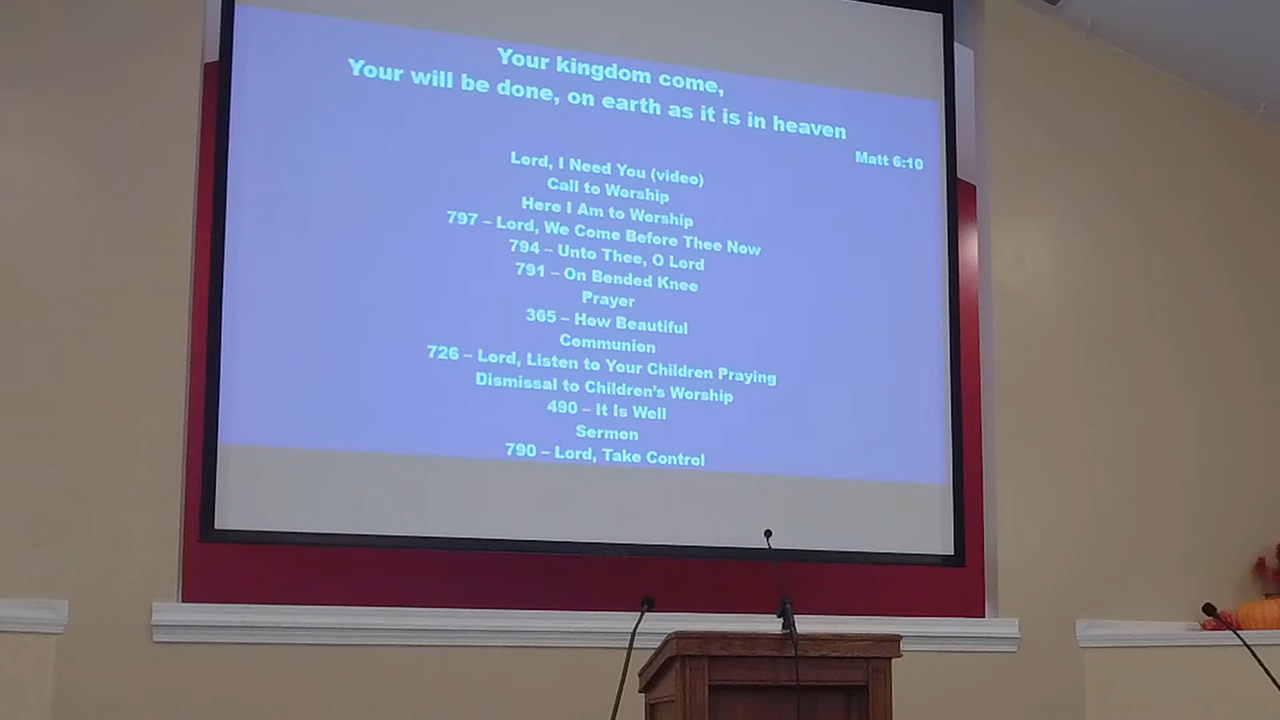 Your kingdom come,
Your will be done, on earth as it is in heaven
Matt 6:10
Lord, I Need You (video)
Call to Worship
Here I Am to Worship
797 – Lord, We Come Before Thee Now
794 – Unto Thee, O Lord
791 – On Bended Knee
Prayer
365 – How Beautiful
Communion
726 – Lord, Listen to Your Children Praying
Dismissal to Children's Worship
490 – It Is Well
Sermon
790 – Lord, Take Control